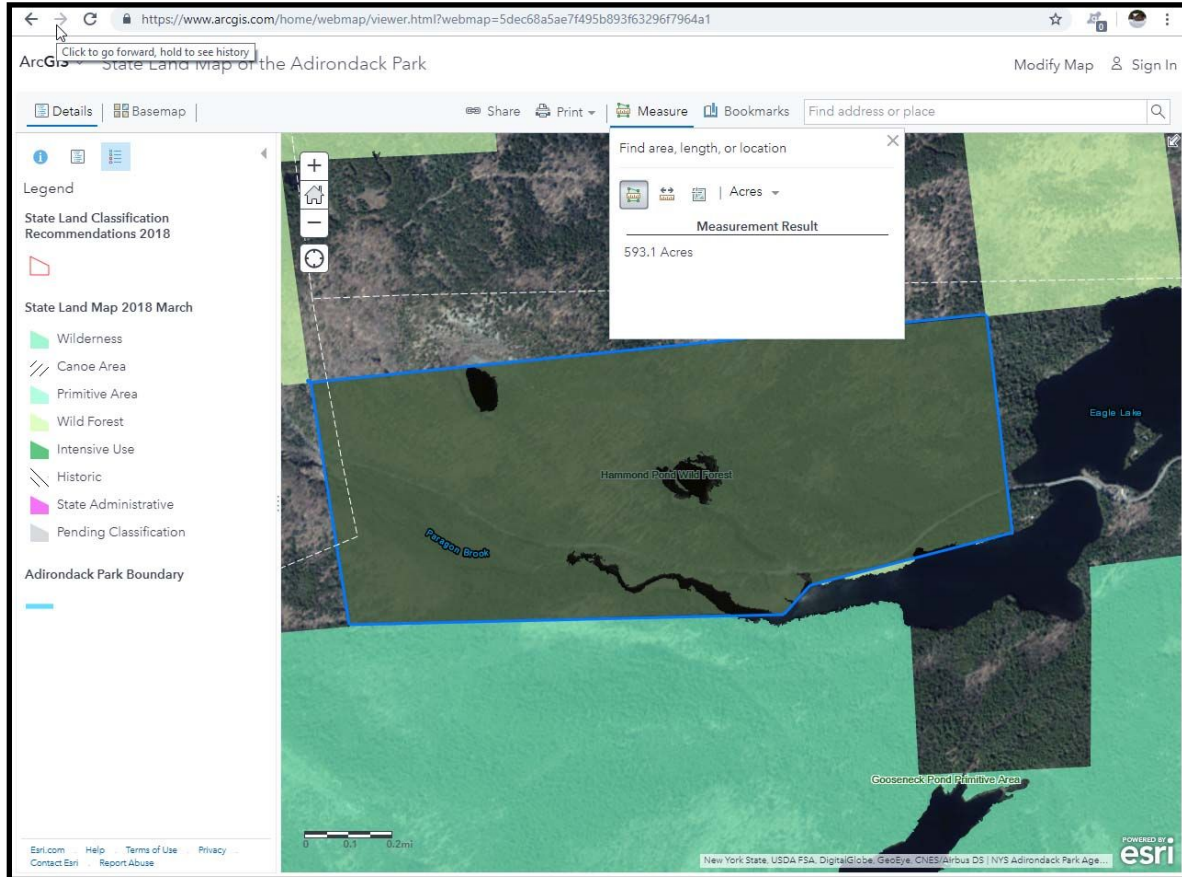 https://www.arcgis.com/home/webmap/viewer.html?webmap=5dec68a5ae7f495b893f63296f7964a1
0
Click to go forward, hold to see history
ArcGIS State Land Map of the Adirondack Park
Modify Map Sign In
Details Basemap Share Print Measure Bookmarks Find address or place
Find area, length, or location
Acres
Measurement Result
593.1 Acres
Legend
State Land Classification
Recommendations 2018
State Land Map 2018 March
Wilderness
Canoe Area
Primitive Area
Wild Forest
Intensive Use
Historic
State Administrative
Pending Classification
Adirondack Park Boundary
Eagle Lake
Hammond Pond Wild Forest
Paragon Brook
Gooseneck Pond Primitive Area
0 0.1 0.2mi
Esri.com Help Terms of Use Privacy
Contact Esri Report Abuse
New York State, USDA FSA, DigitalGlobe, GeoEye, CNES/Airbus DS | NYS Adirondack Park Age...
POWERED BY
esri